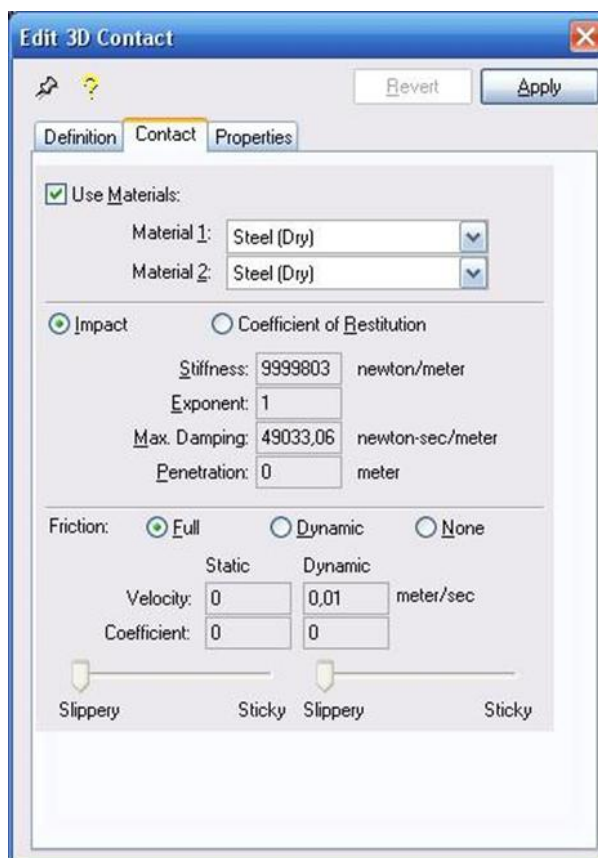 Edit 3D Contact
? Revert Apply
Definition Contact Properties
Use Materials:
Material 1: Steel (Dry)
Material 2: Steel (Dry)
Impact Coefficient of Restitution
Stiffness: 9999803 newton/meter
Exponent: 1
Max. Damping: 49033,06 newton-sec/meter
Penetration: 0 meter
Friction: Full Dynamic None
Static Dynamic
Velocity: 0 0,01 meter/sec
Coefficient: 0 0
Slippery Sticky Slippery Sticky